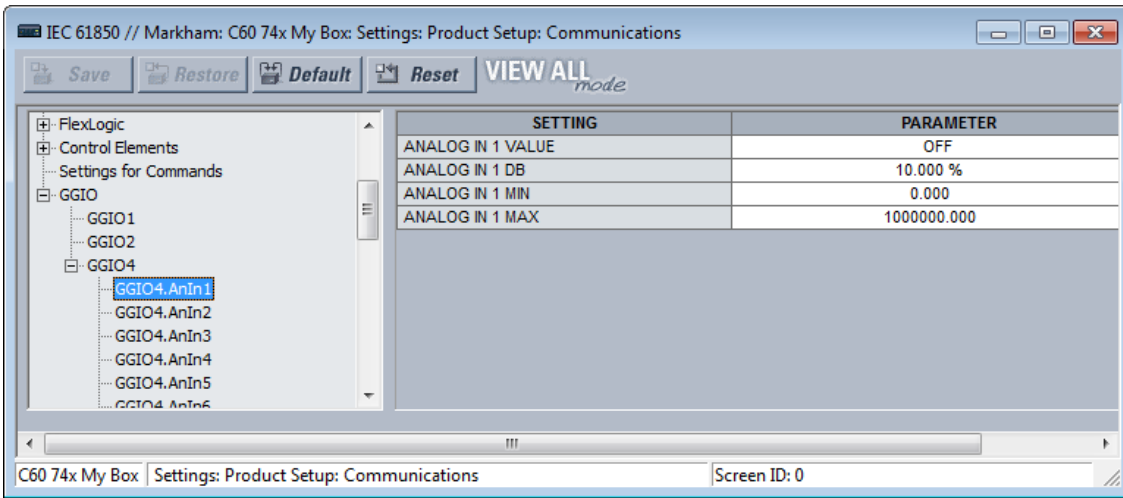 IEC 61850 // Markham: C60 74x My Box: Settings: Product Setup: Communications
Save Restore Default Reset VIEW ALL mode
FlexLogic
Control Elements
Settings for Commands
GGIO
GGIO1
GGIO2
GGIO4
GGIO4.AnIn1
GGIO4.AnIn2
GGIO4.AnIn3
GGIO4.AnIn4
GGIO4.AnIn5
GGIO4.AnIn6
SETTING PARAMETER
ANALOG IN 1 VALUE OFF
ANALOG IN 1 DB 10.000 %
ANALOG IN 1 MIN 0.000
ANALOG IN 1 MAX 1000000.000
C60 74x My Box Settings: Product Setup: Communications Screen ID: 0